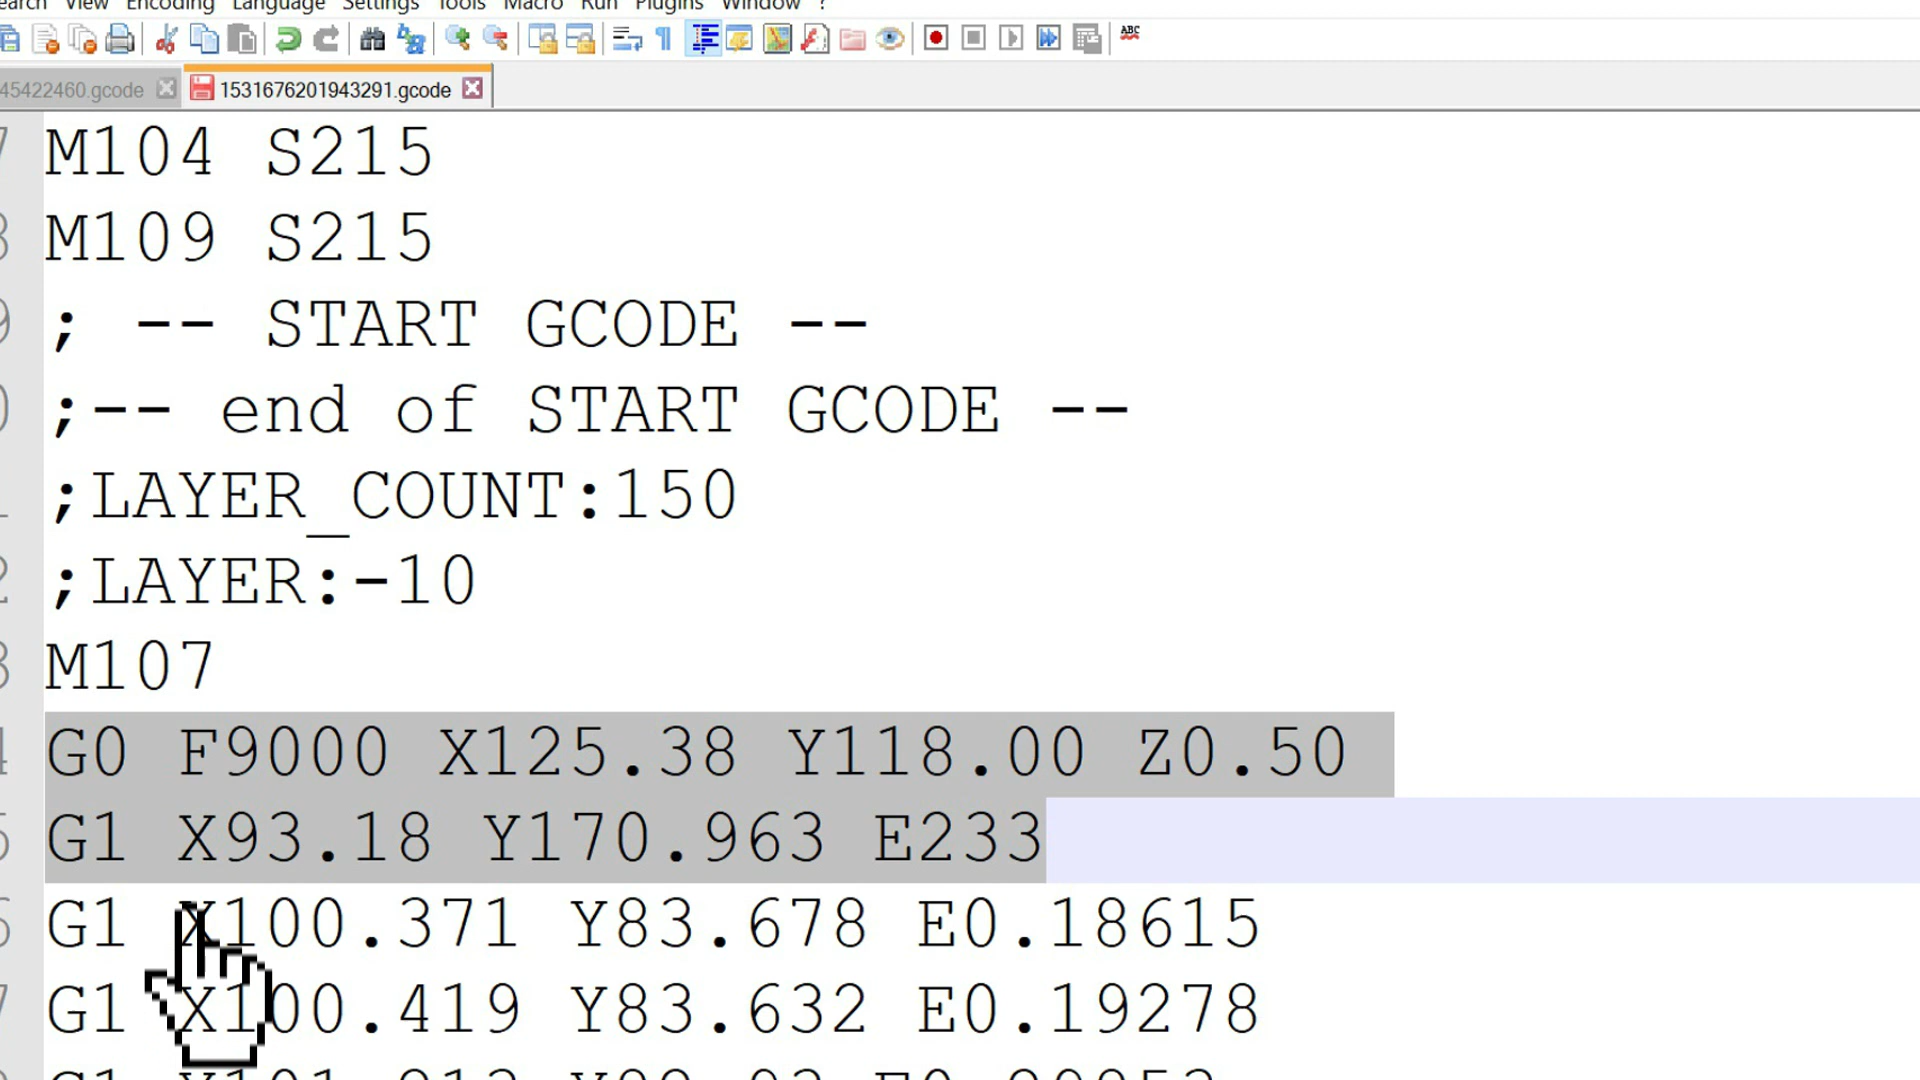 View Encoding Language Settings Tools Macro Run Plugins Window ?
ABC
45422460.gcode 1531676201943291.gcode
M104 S215
M109 S215
; -- START GCODE --
;-- end of START GCODE --
;LAYER_COUNT:150
;LAYER:-10
M107
G0 F9000 X125.38 Y118.00 Z0.50
G1 X93.18 Y170.963 E233
G1 X100.371 Y83.678 E0.18615
G1 X100.419 Y83.632 E0.19278